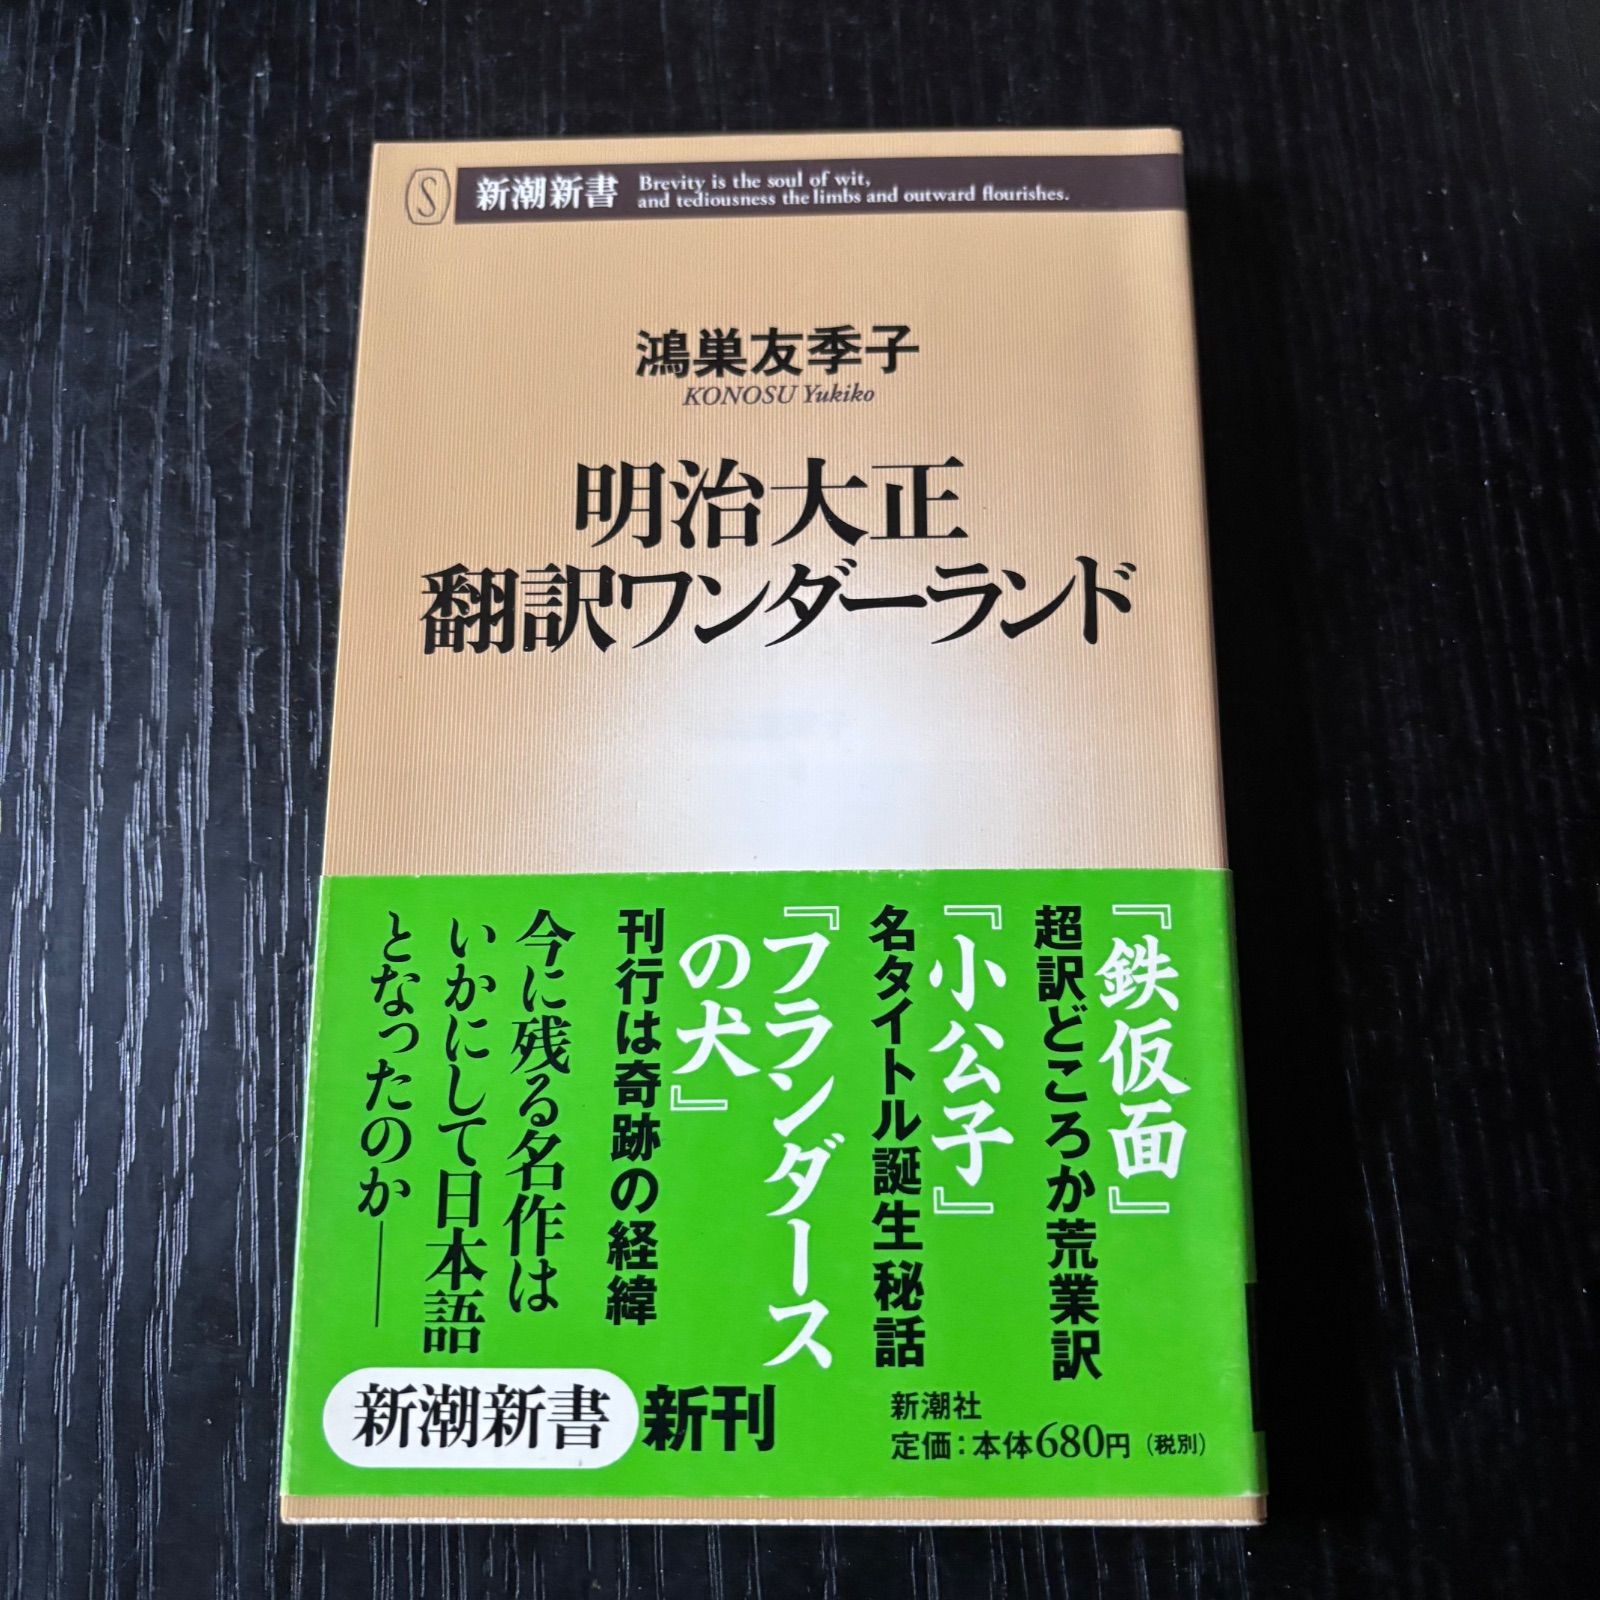 S
新潮新書
Brevity is the soul of wit,
and tediousness the limbs and outward flourishes.
鴻巣友季子
KONOSU Yukiko
明治大正
翻訳ワンダーランド
『鉄仮面』
超訳どころか荒業訳
『小公子』
名タイトル誕生秘話
『フランダース
の犬』
刊行は奇跡の経緯
今に残る名作は
いかにして日本語
となったのか――
新潮新書
新刊
新潮社
定価：本体680円（税別）